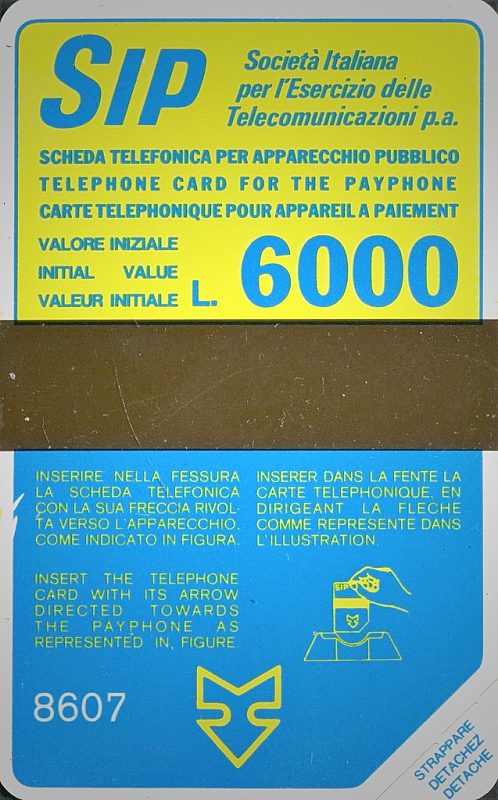 SIP
Società Italiana
per l'Esercizio delle
Telecomunicazioni p.a.
SCHEDA TELEFONICA PER APPARECCHIO PUBBLICO
TELEPHONE CARD FOR THE PAYPHONE
CARTE TELEPHONIQUE POUR APPAREIL A PAIEMENT
VALORE INIZIALE
INITIAL VALUE
VALEUR INITIALE L. 6000
INSERIRE NELLA FESSURA
LA SCHEDA TELEFONICA
CON LA SUA FRECCIA RIVOL-
TA VERSO L'APPARECCHIO,
COME INDICATO IN FIGURA.
INSERER DANS LA FENTE LA
CARTE TELEPHONIQUE, EN
DIRIGEANT LA FLECHE
COMME REPRESENTE DANS
L'ILLUSTRATION.
INSERT THE TELEPHONE
CARD WITH ITS ARROW
DIRECTED TOWARDS
THE PAYPHONE AS
REPRESENTED IN, FIGURE.
SIP
8607
STRAPPARE
DETACHEZ
DETACHE